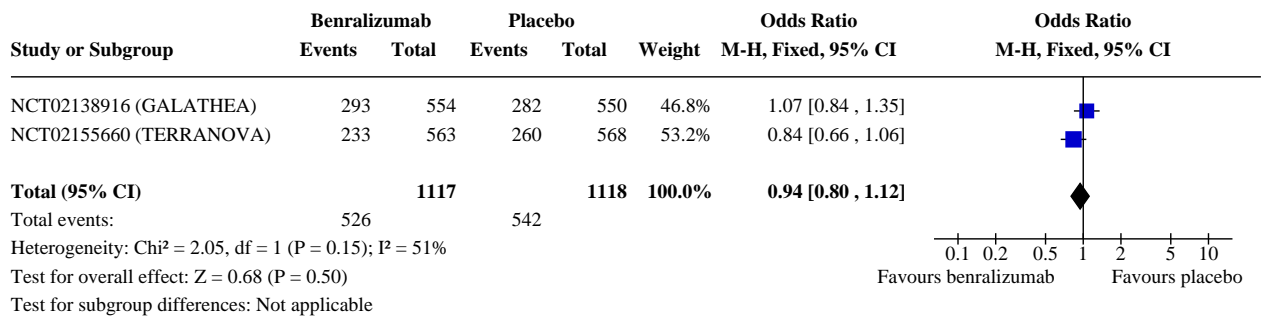 Benralizumab Placebo Odds Ratio Odds Ratio
Study or Subgroup Events Total Events Total Weight M-H, Fixed, 95% CI M-H, Fixed, 95% CI
NCT02138916 (GALATHEA) 293 554 282 550 46.8% 1.07 [0.84 , 1.35]
NCT02155660 (TERRANOVA) 233 563 260 568 53.2% 0.84 [0.66 , 1.06]
Total (95% CI) 1117 1118 100.0% 0.94 [0.80 , 1.12]
Total events: 526 542
Heterogeneity: Chi² = 2.05, df = 1 (P = 0.15); I² = 51%
0.1 0.2 0.5 1 2 5 10
Test for overall effect: Z = 0.68 (P = 0.50) Favours benralizumab Favours placebo
Test for subgroup differences: Not applicable